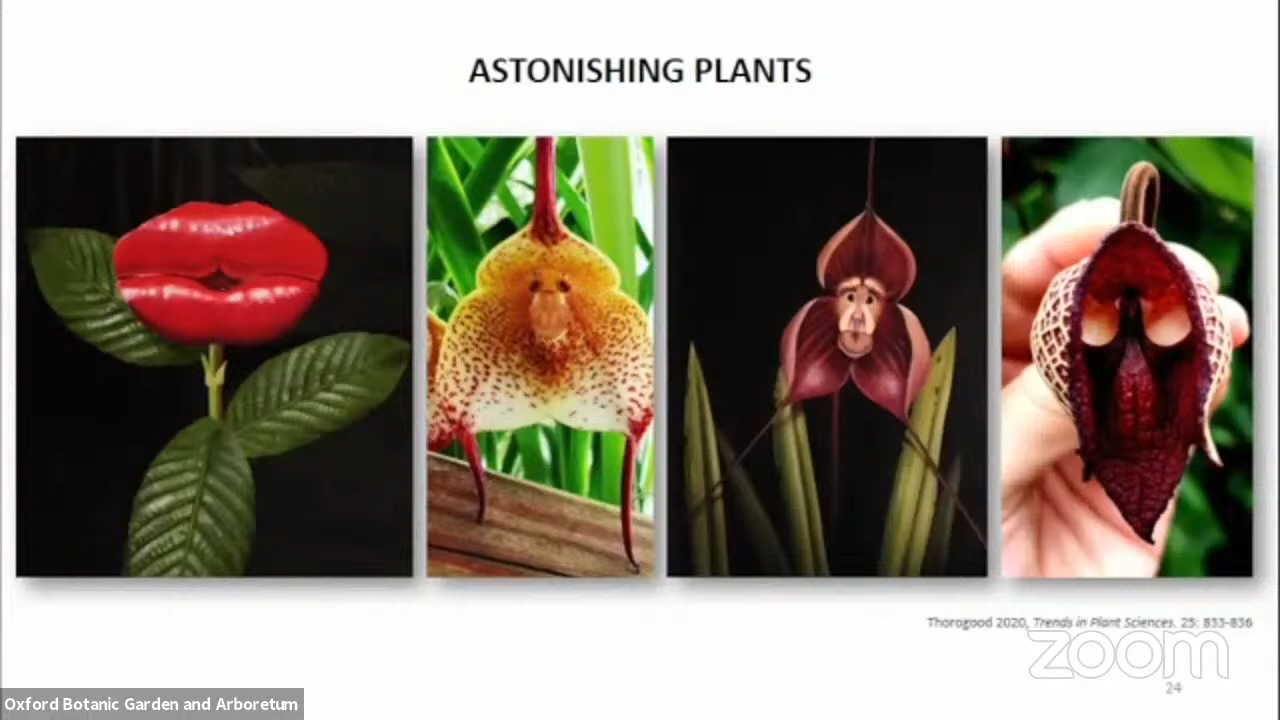 ASTONISHING PLANTS
Thorogood 2020, Trends in Plant Sciences. 25: 833-836
zoom
24
Oxford Botanic Garden and Arboretum